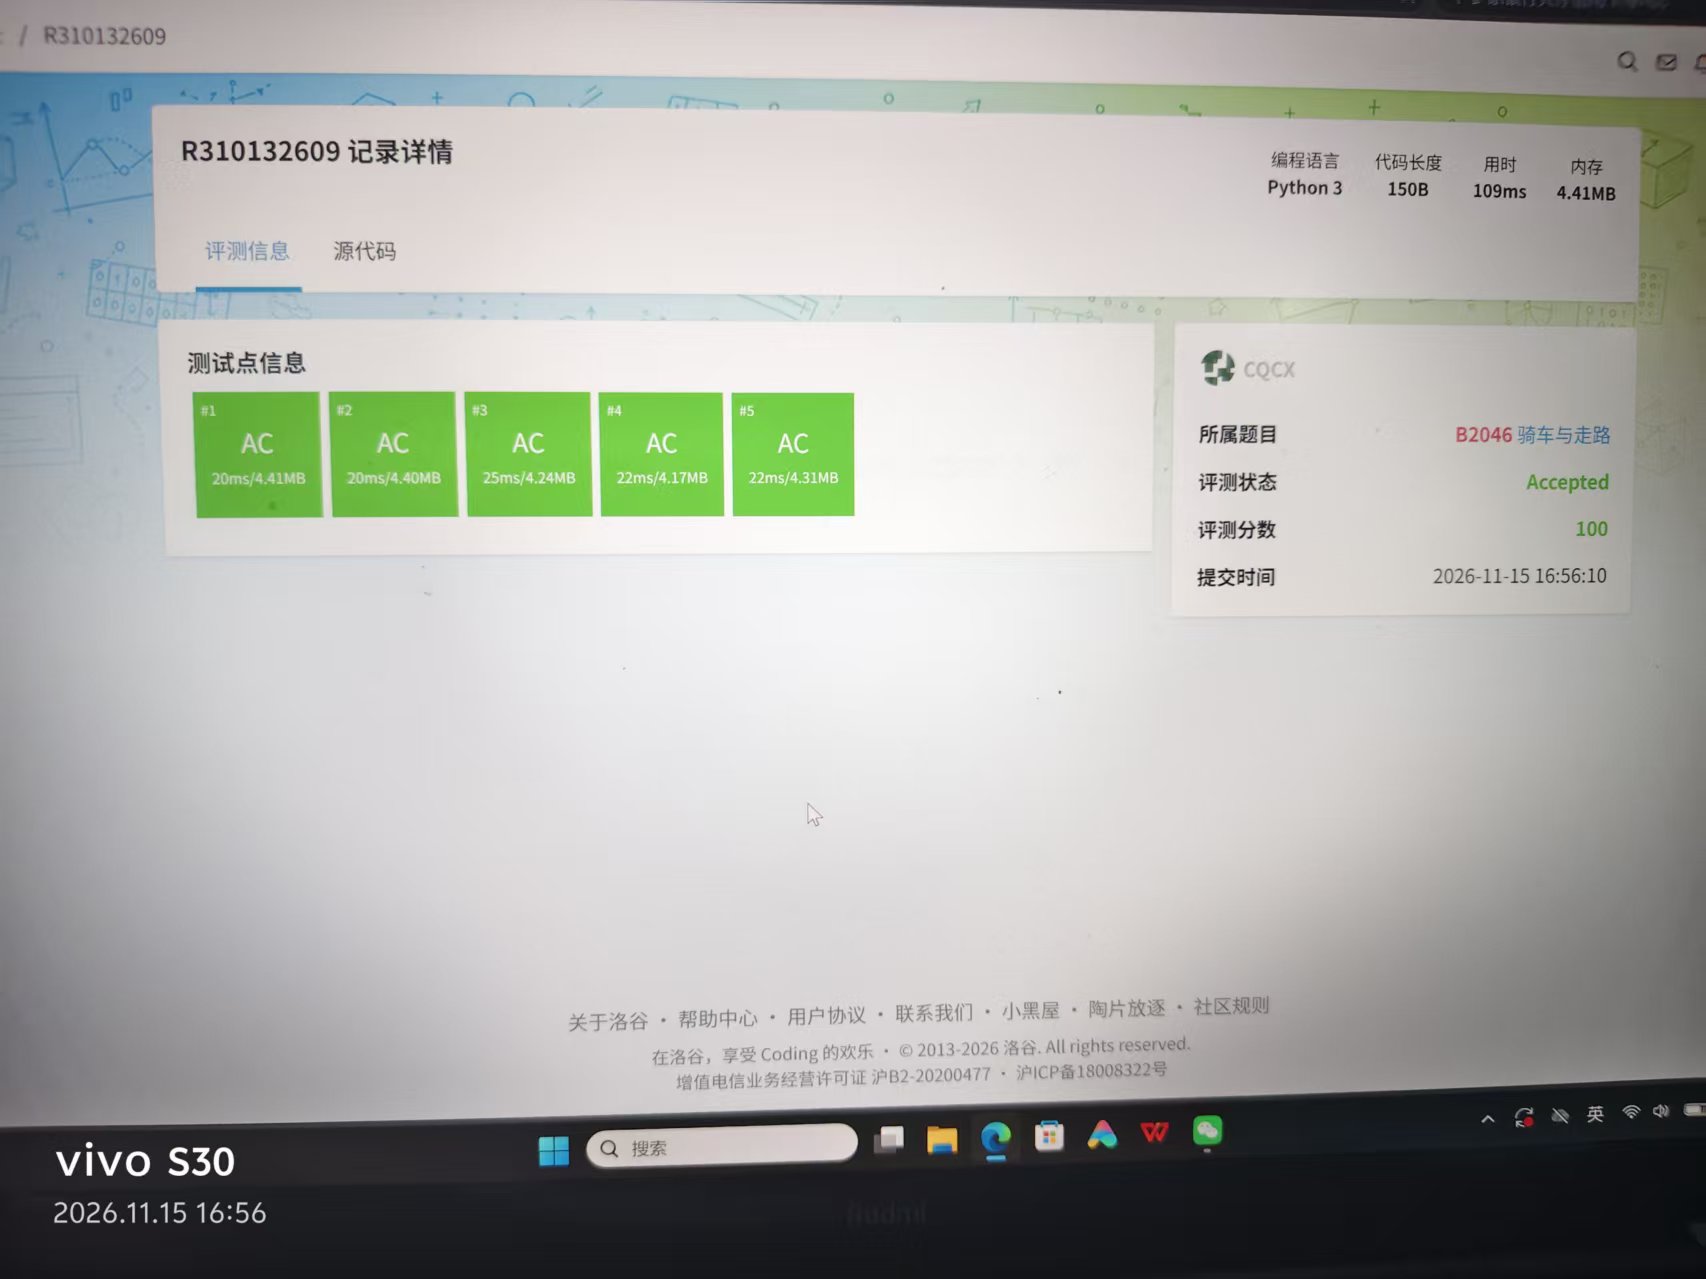 / R310132609
R310132609 记录详情
编程语言 代码长度 用时 内存
Python 3 150B 109ms 4.41MB
评测信息 源代码
测试点信息
#1 #2 #3 #4 #5
AC AC AC AC AC
20ms/4.41MB 20ms/4.40MB 25ms/4.24MB 22ms/4.17MB 22ms/4.31MB
CQCX
所属题目 B2046 骑车与走路
评测状态 Accepted
评测分数 100
提交时间 2026-11-15 16:56:10
关于洛谷 · 帮助中心 · 用户协议 · 联系我们 · 小黑屋 · 陶片放逐 · 社区规则
在洛谷，享受 Coding 的欢乐 · © 2013-2026 洛谷. All rights reserved.
增值电信业务经营许可证 沪B2-20200477 · 沪ICP备18008322号
搜索
英
vivo S30
2026.11.15 16:56